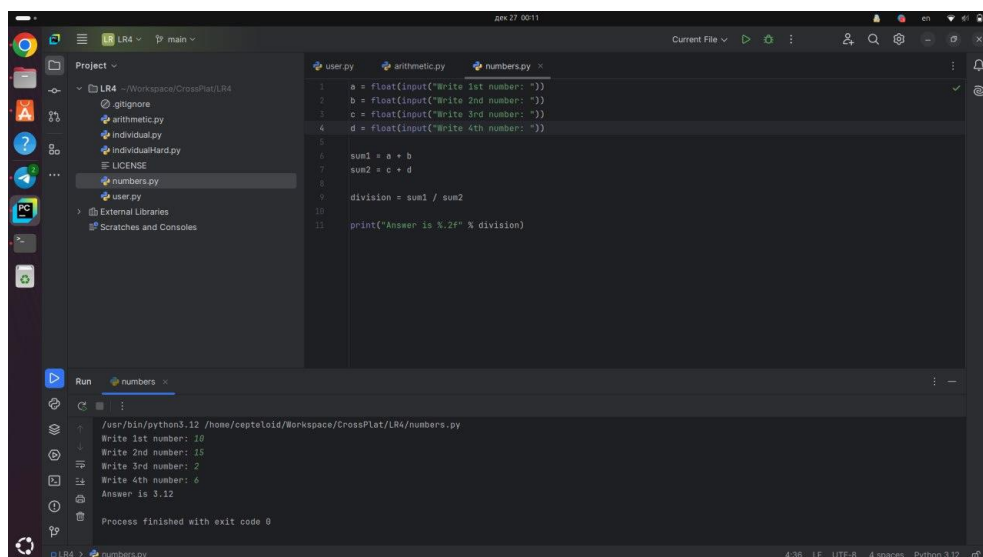 дек 27 00:11
en
LR LR4 main
Current File
Project
user.py arithmetic.py numbers.py
LR4 ~/Workspace/CrossPlat/LR4
.gitignore
arithmetic.py
individual.py
individualHard.py
LICENSE
numbers.py
user.py
External Libraries
Scratches and Consoles
1 a = float(input("Write 1st number: "))
2 b = float(input("Write 2nd number: "))
3 c = float(input("Write 3rd number: "))
4 d = float(input("Write 4th number: "))
5
6 sum1 = a + b
7 sum2 = c + d
8
9 division = sum1 / sum2
10
11 print("Answer is %.2f" % division)
2
PC
Run numbers
/usr/bin/python3.12 /home/cepteloid/Workspace/CrossPlat/LR4/numbers.py
Write 1st number: 10
Write 2nd number: 15
Write 3rd number: 2
Write 4th number: 6
Answer is 3.12
Process finished with exit code 0
LR4 > numbers.py
4:36 LF UTF-8 4 spaces Python 3.12